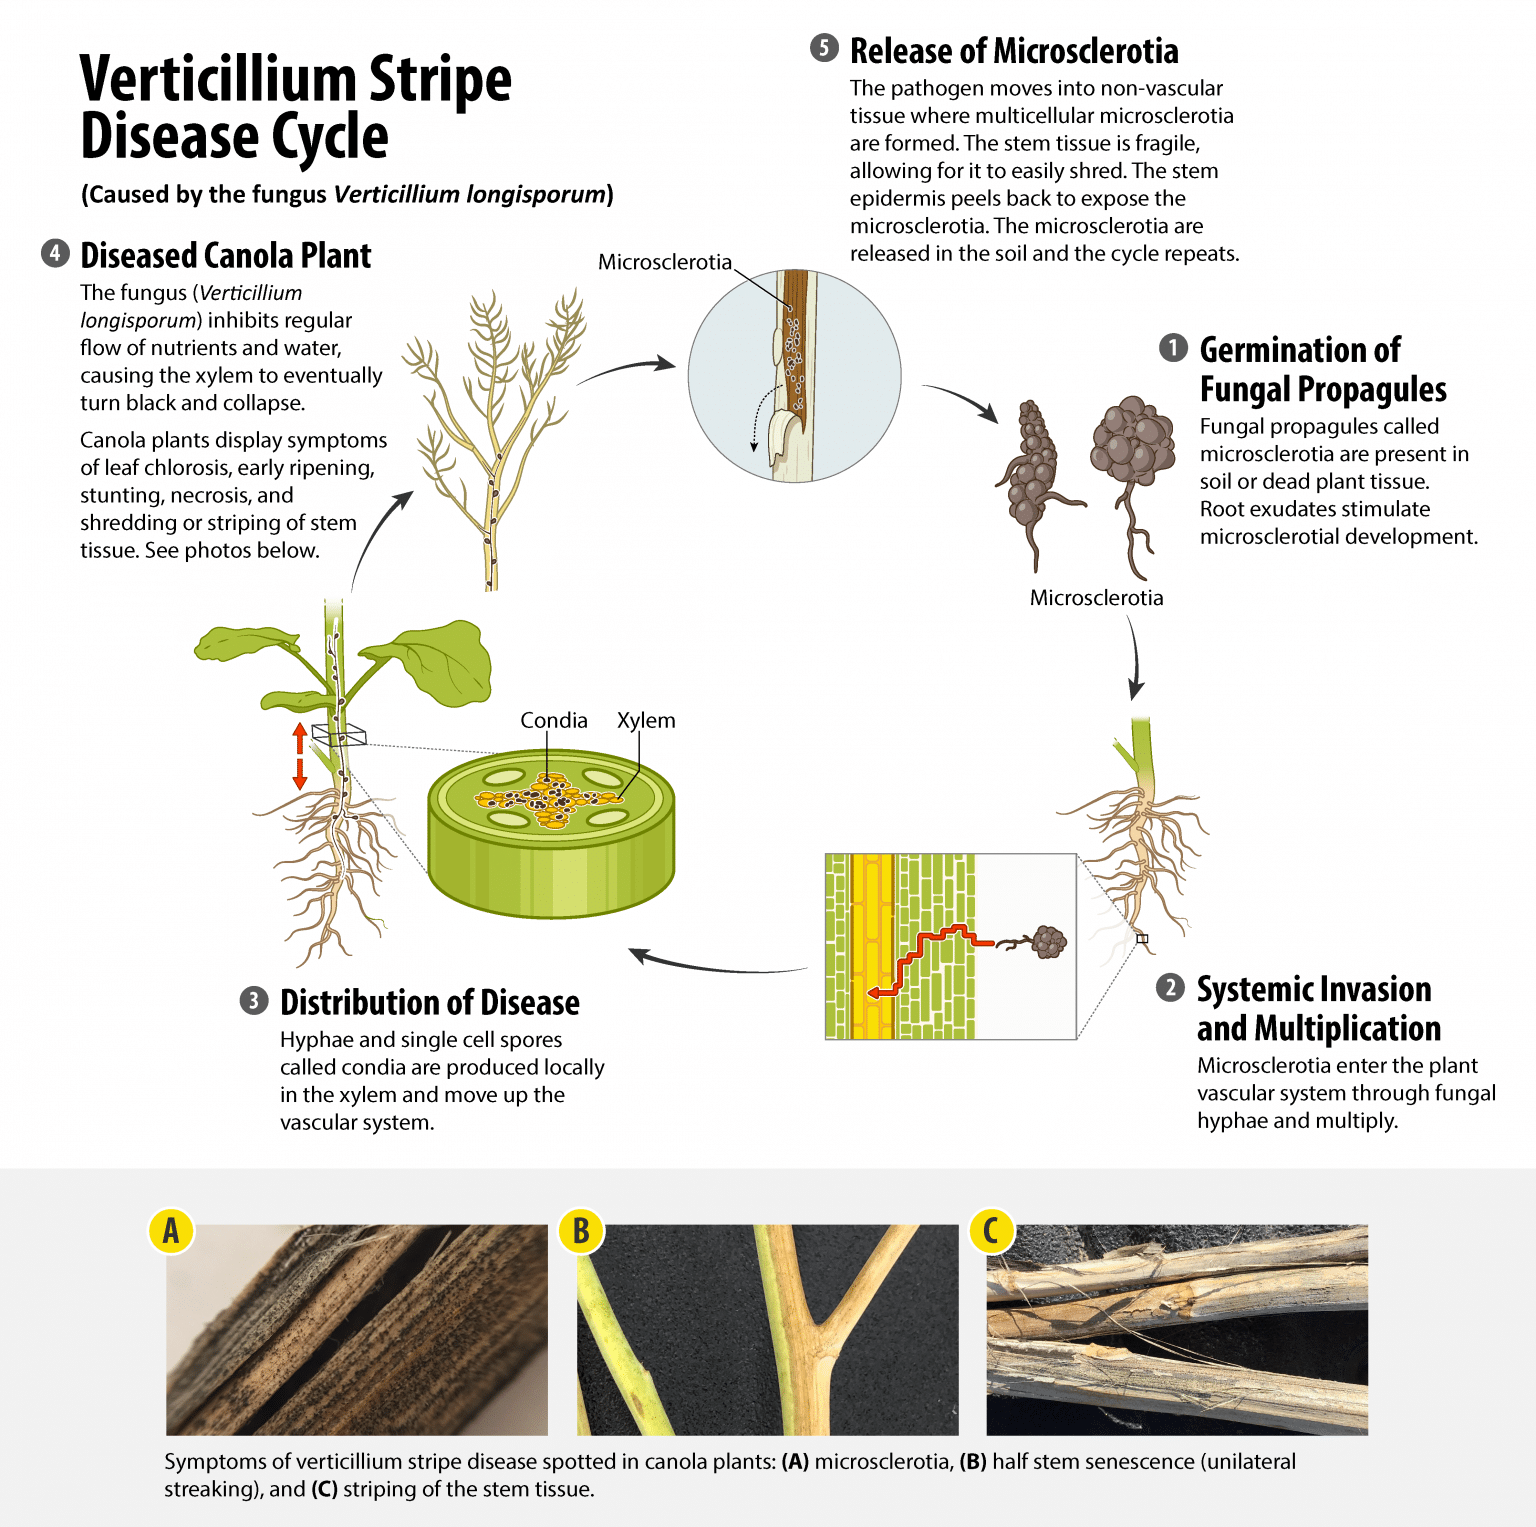 Verticillium Stripe
Disease Cycle
(Caused by the fungus Verticillium longisporum)
5 Release of Microsclerotia
The pathogen moves into non-vascular
tissue where multicellular microsclerotia
are formed. The stem tissue is fragile,
allowing for it to easily shred. The stem
epidermis peels back to expose the
microsclerotia. The microsclerotia are
released in the soil and the cycle repeats.
4 Diseased Canola Plant
The fungus (Verticillium
longisporum) inhibits regular
flow of nutrients and water,
causing the xylem to eventually
turn black and collapse.
Canola plants display symptoms
of leaf chlorosis, early ripening,
stunting, necrosis, and
shredding or striping of stem
tissue. See photos below.
Microsclerotia
1 Germination of
Fungal Propagules
Fungal propagules called
microsclerotia are present in
soil or dead plant tissue.
Root exudates stimulate
microsclerotial development.
Microsclerotia
Condia
Xylem
2 Systemic Invasion
and Multiplication
Microsclerotia enter the plant
vascular system through fungal
hyphae and multiply.
3 Distribution of Disease
Hyphae and single cell spores
called condia are produced locally
in the xylem and move up the
vascular system.
A
B
C
Symptoms of verticillium stripe disease spotted in canola plants: (A) microsclerotia, (B) half stem senescence (unilateral
streaking), and (C) striping of the stem tissue.